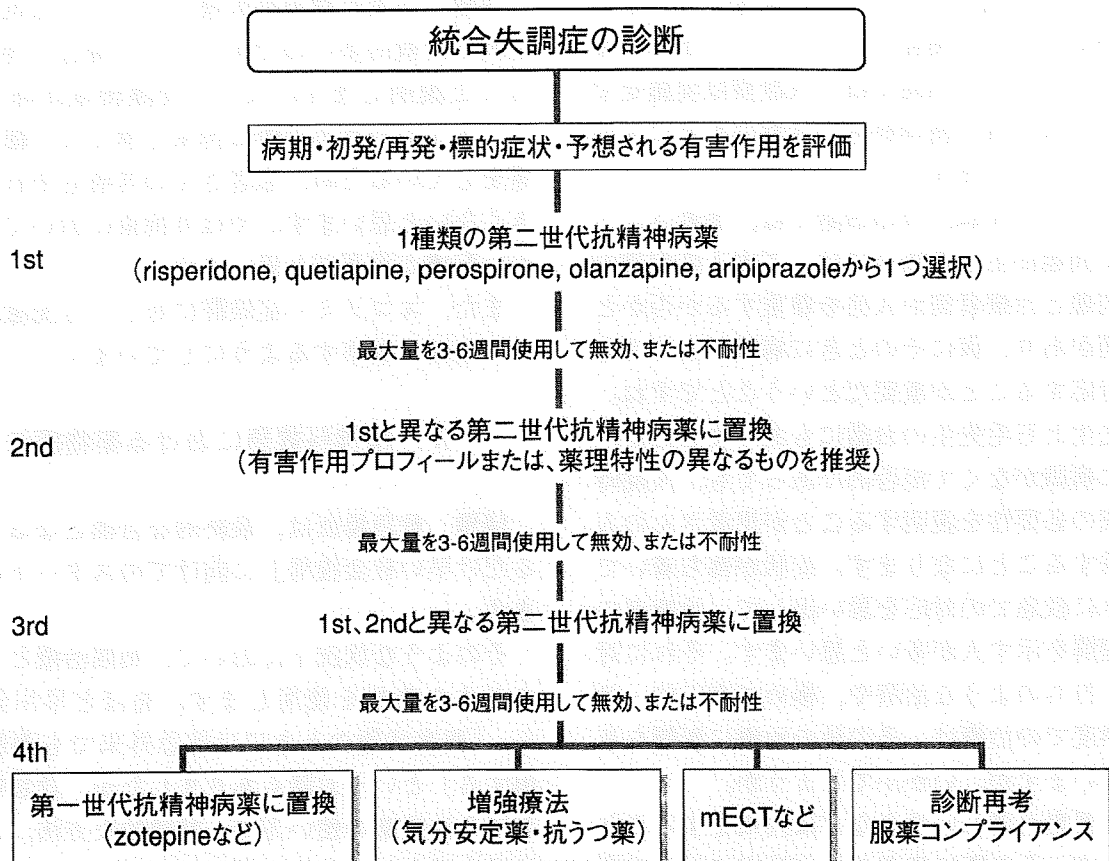 統合失調症の診断
病期・初発/再発・標的症状・予想される有害作用を評価
1st
1種類の第二世代抗精神病薬
(risperidone, quetiapine, perospirone, olanzapine, aripiprazoleから1つ選択)
最大量を3-6週間使用して無効、または不耐性
2nd
1stと異なる第二世代抗精神病薬に置換
(有害作用プロフィールまたは、薬理特性の異なるものを推奨)
最大量を3-6週間使用して無効、または不耐性
3rd
1st、2ndと異なる第二世代抗精神病薬に置換
最大量を3-6週間使用して無効、または不耐性
4th
第一世代抗精神病薬に置換
(zotepineなど)
増強療法
(気分安定薬・抗うつ薬)
mECTなど
診断再考
服薬コンプライアンス